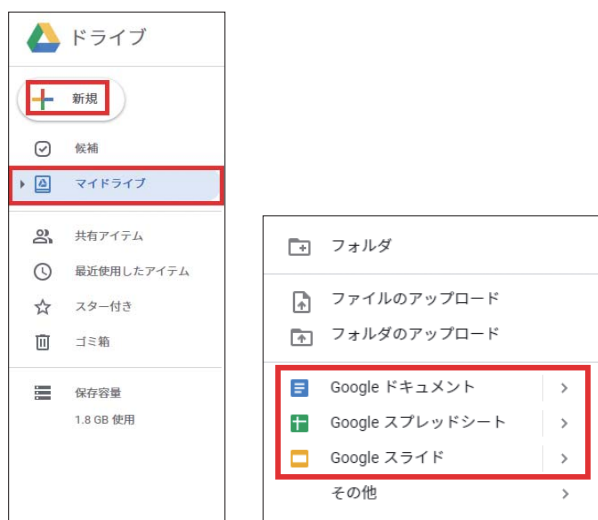 ドライブ
新規
候補
マイドライブ
共有アイテム
最近使用したアイテム
スター付き
ゴミ箱
保存容量
1.8 GB 使用
フォルダ
ファイルのアップロード
フォルダのアップロード
Google ドキュメント
Google スプレッドシート
Google スライド
その他